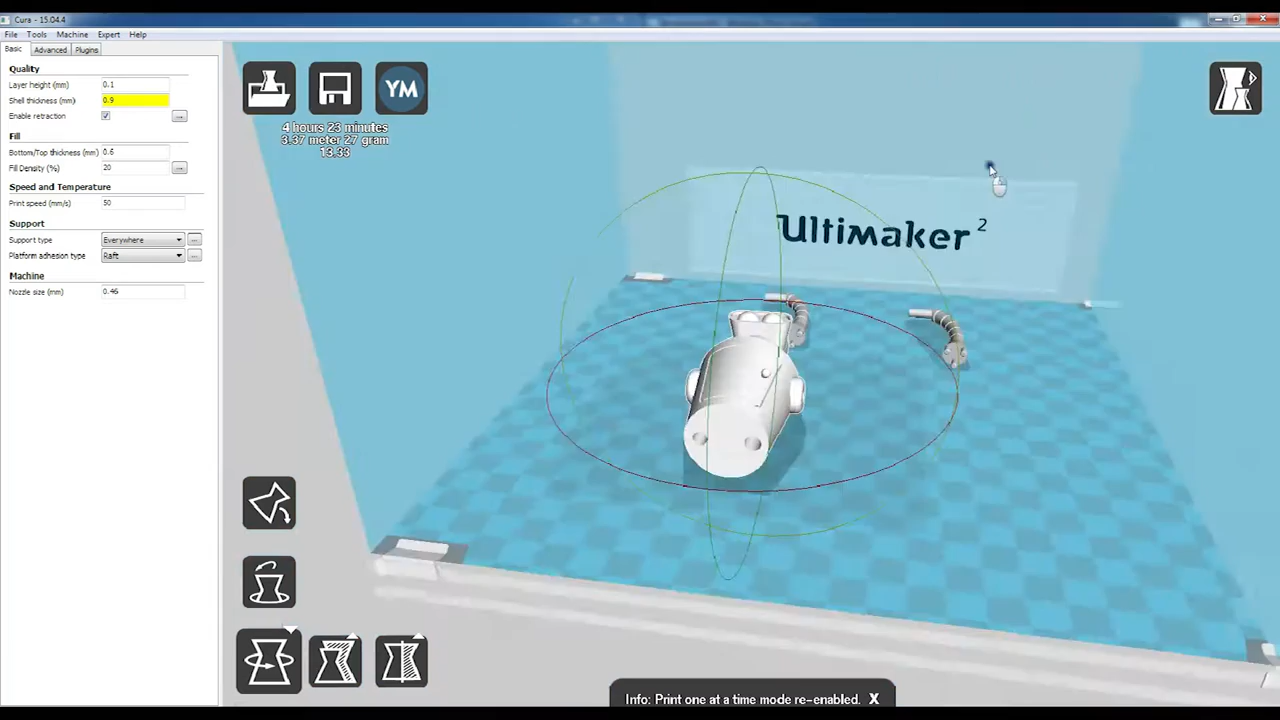 Cura - 15.04.4
File Tools Machine Expert Help
Basic Advanced Plugins
Quality
Layer height (mm) 0.1
Shell thickness (mm) 0.9
Enable retraction ...
Fill
Bottom/Top thickness (mm) 0.6
Fill Density (%) 20 ...
Speed and Temperature
Print speed (mm/s) 50
Support
Support type Everywhere ...
Platform adhesion type Raft ...
Machine
Nozzle size (mm) 0.46
YM
4 hours 23 minutes
3.37 meter 27 gram
13.33
Ultimaker 2
Info: Print one at a time mode re-enabled. X